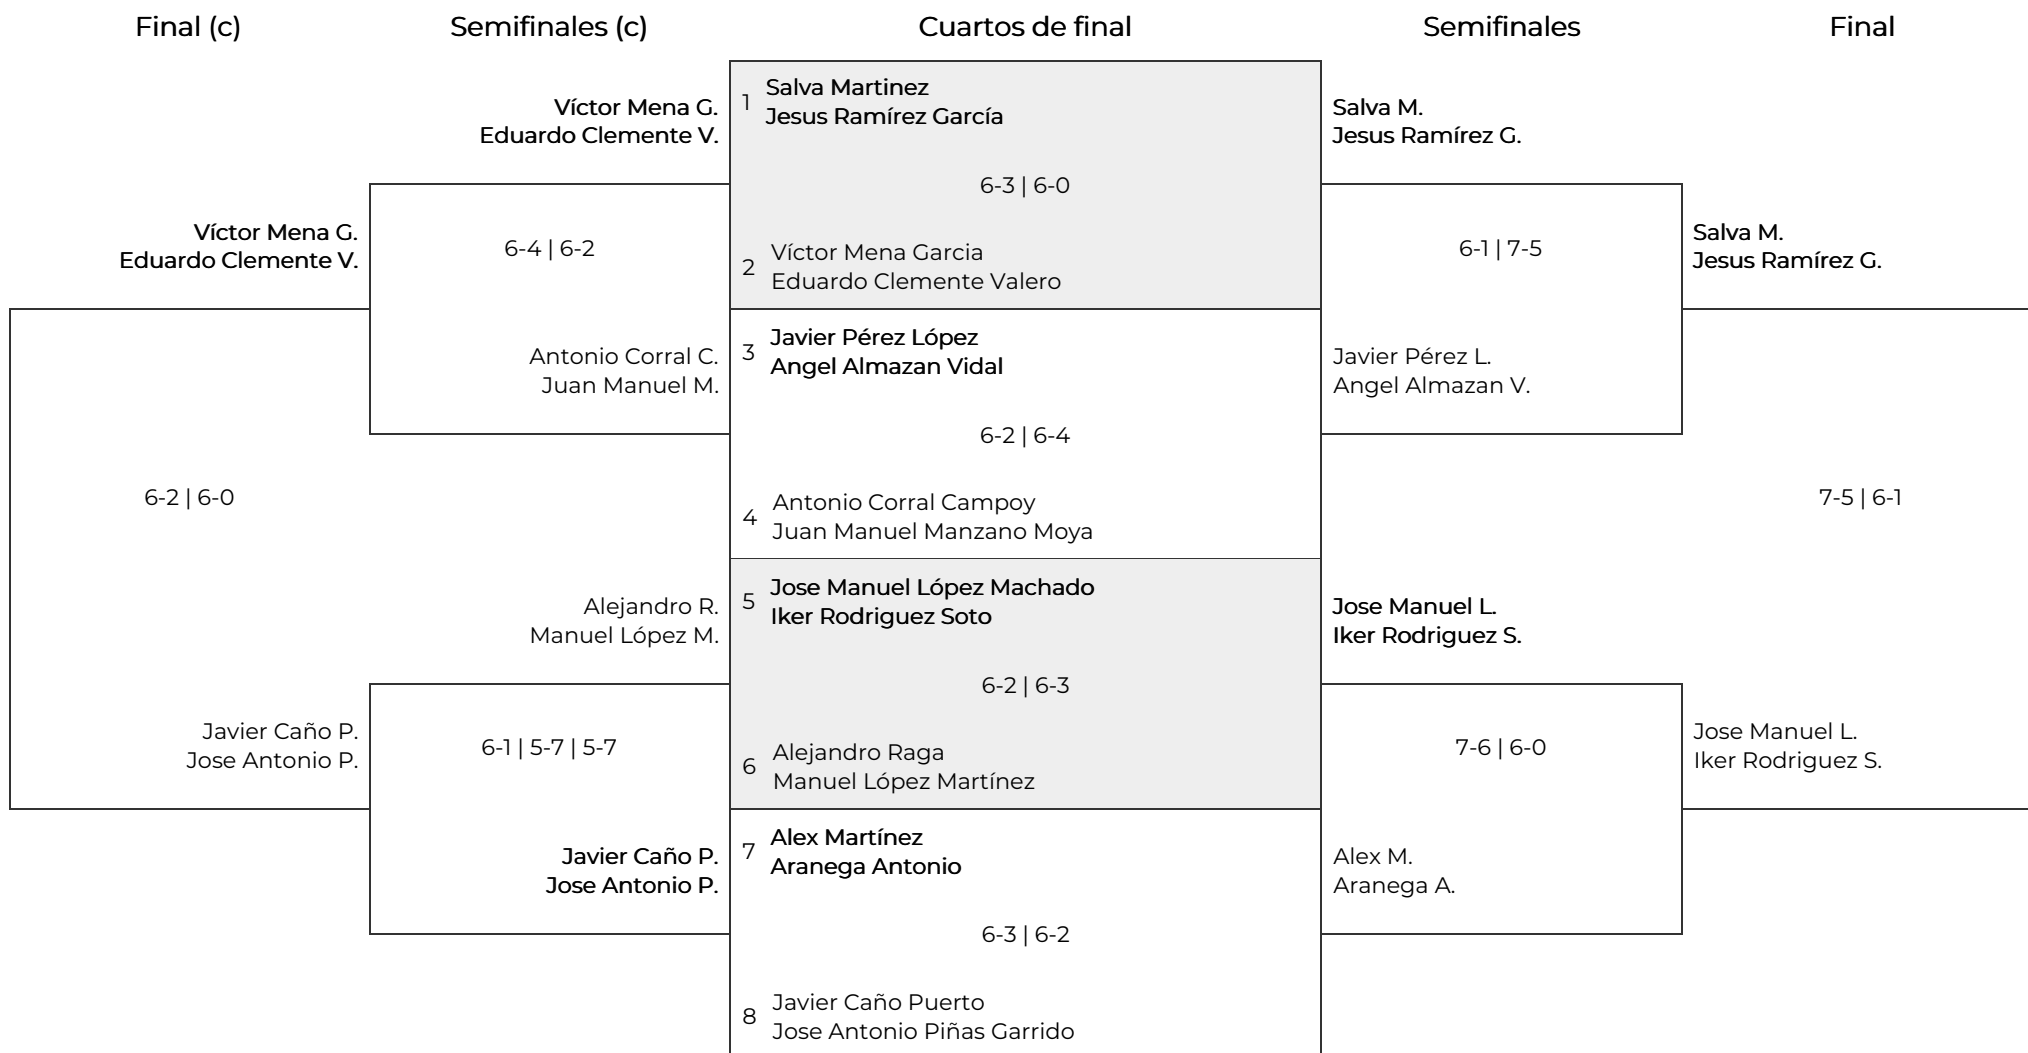 Final (c)
Semifinales (c)
Cuartos de final
Semifinales
Final
Víctor Mena G.
Eduardo Clemente V.
6-2 | 6-0
Javier Caño P.
Jose Antonio P.
Víctor Mena G.
Eduardo Clemente V.
6-4 | 6-2
Antonio Corral C.
Juan Manuel M.
Alejandro R.
Manuel López M.
6-1 | 5-7 | 5-7
Javier Caño P.
Jose Antonio P.
1
Salva Martinez
Jesus Ramírez García
6-3 | 6-0
2
Víctor Mena Garcia
Eduardo Clemente Valero
3
Javier Pérez López
Angel Almazan Vidal
6-2 | 6-4
4
Antonio Corral Campoy
Juan Manuel Manzano Moya
5
Jose Manuel López Machado
Iker Rodriguez Soto
6-2 | 6-3
6
Alejandro Raga
Manuel López Martínez
7
Alex Martínez
Aranega Antonio
6-3 | 6-2
8
Javier Caño Puerto
Jose Antonio Piñas Garrido
Salva M.
Jesus Ramírez G.
6-1 | 7-5
Javier Pérez L.
Angel Almazan V.
Jose Manuel L.
Iker Rodriguez S.
7-6 | 6-0
Alex M.
Aranega A.
Salva M.
Jesus Ramírez G.
7-5 | 6-1
Jose Manuel L.
Iker Rodriguez S.